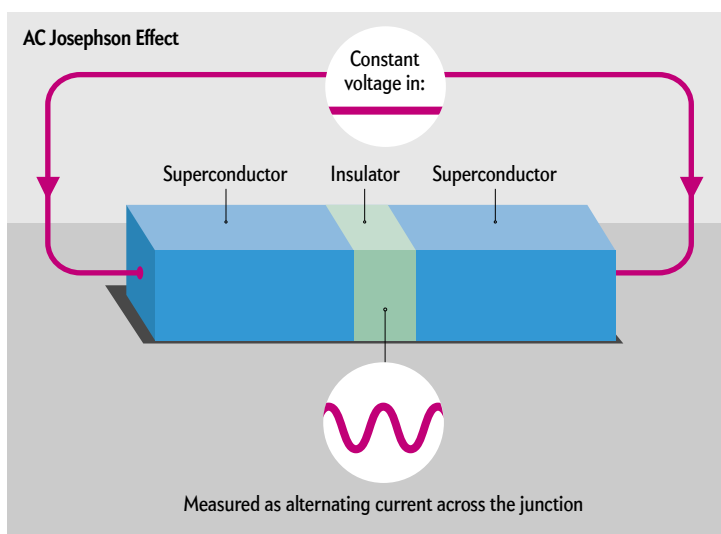 AC Josephson Effect
Constant
voltage in:
Superconductor
Insulator
Superconductor
Measured as alternating current across the junction